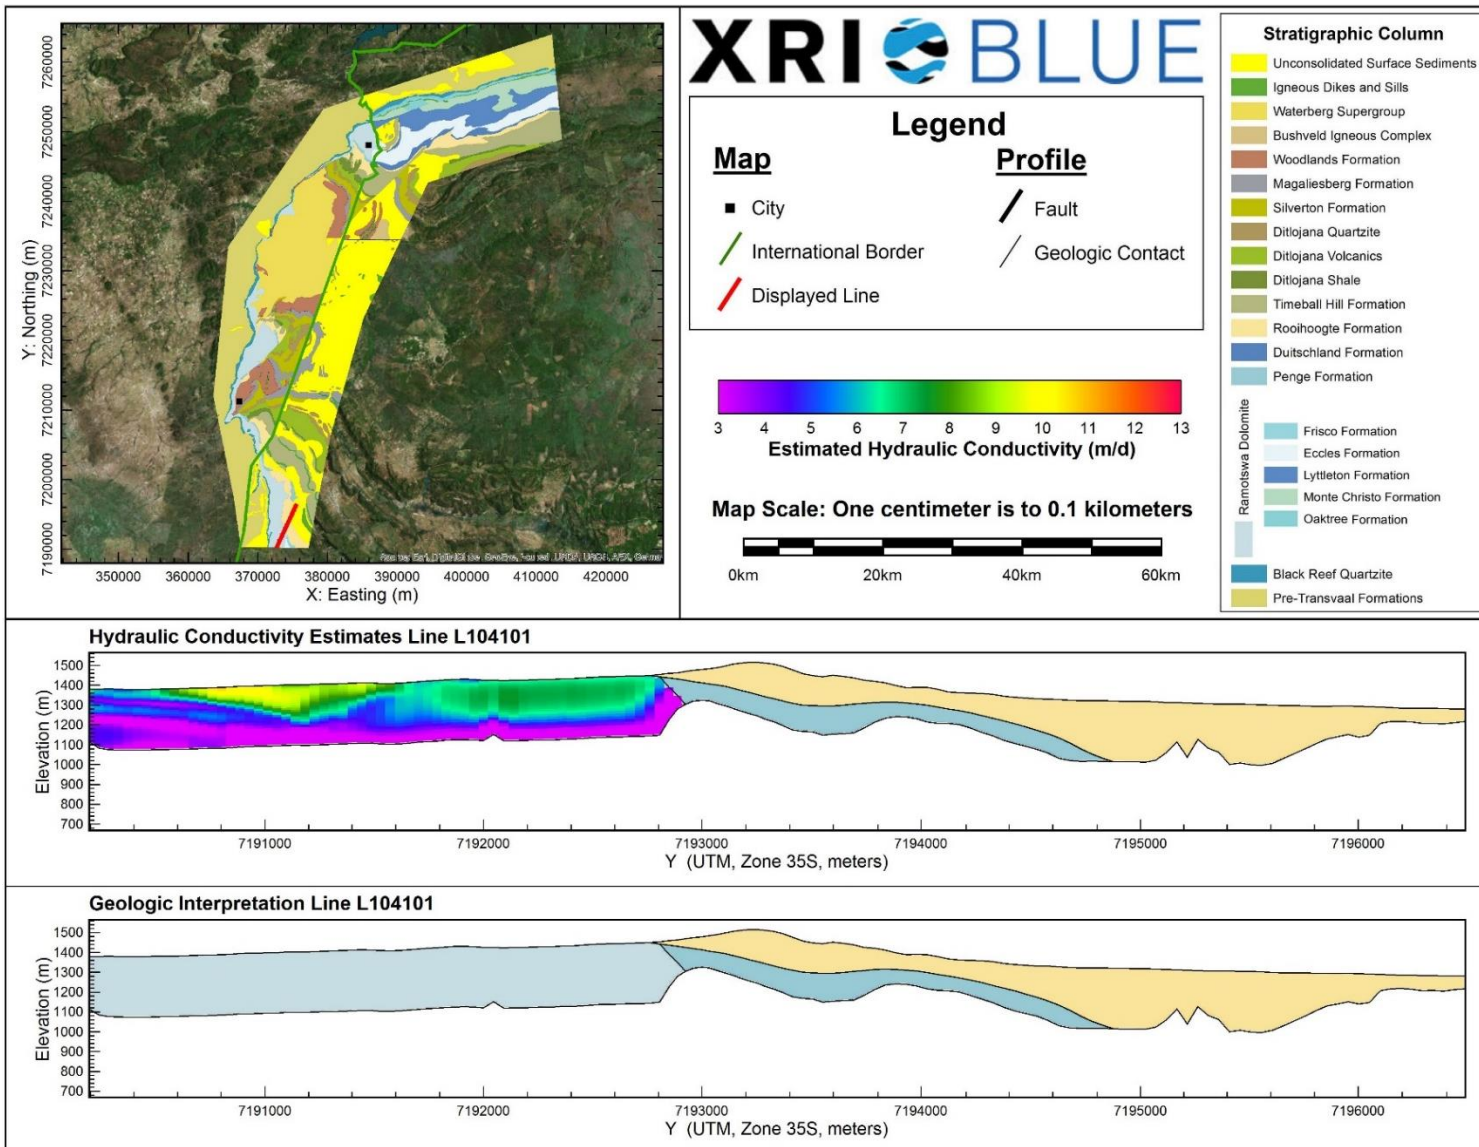 XRI BLUE
7190000
7200000
7210000
7220000
7230000
7240000
7250000
7260000
Y: Northing (m)
350000 360000 370000 380000 390000 400000 410000 420000
X: Easting (m)
Legend
Map
City
International Border
Displayed Line
Profile
Fault
Geologic Contact
3 4 5 6 7 8 9 10 11 12 13
Estimated Hydraulic Conductivity (m/d)
Map Scale: One centimeter is to 0.1 kilometers
0km 20km 40km 60km
Stratigraphic Column
Unconsolidated Surface Sediments
Igneous Dikes and Sills
Waterberg Supergroup
Bushveld Igneous Complex
Woodlands Formation
Magaliesberg Formation
Silverton Formation
Ditlojana Quartzite
Ditlojana Volcanics
Ditlojana Shale
Timeball Hill Formation
Rooihoogte Formation
Duitschland Formation
Penge Formation
Ramotswa Dolomite
Frisco Formation
Eccles Formation
Lyttleton Formation
Monte Christo Formation
Oaktree Formation
Black Reef Quartzite
Pre-Transvaal Formations
Hydraulic Conductivity Estimates Line L104101
Elevation (m)
1500
1400
1300
1200
1100
1000
900
800
700
7191000 7192000 7193000 7194000 7195000 7196000
Y (UTM, Zone 35S, meters)
Geologic Interpretation Line L104101
Elevation (m)
1500
1400
1300
1200
1100
1000
900
800
700
7191000 7192000 7193000 7194000 7195000 7196000
Y (UTM, Zone 35S, meters)